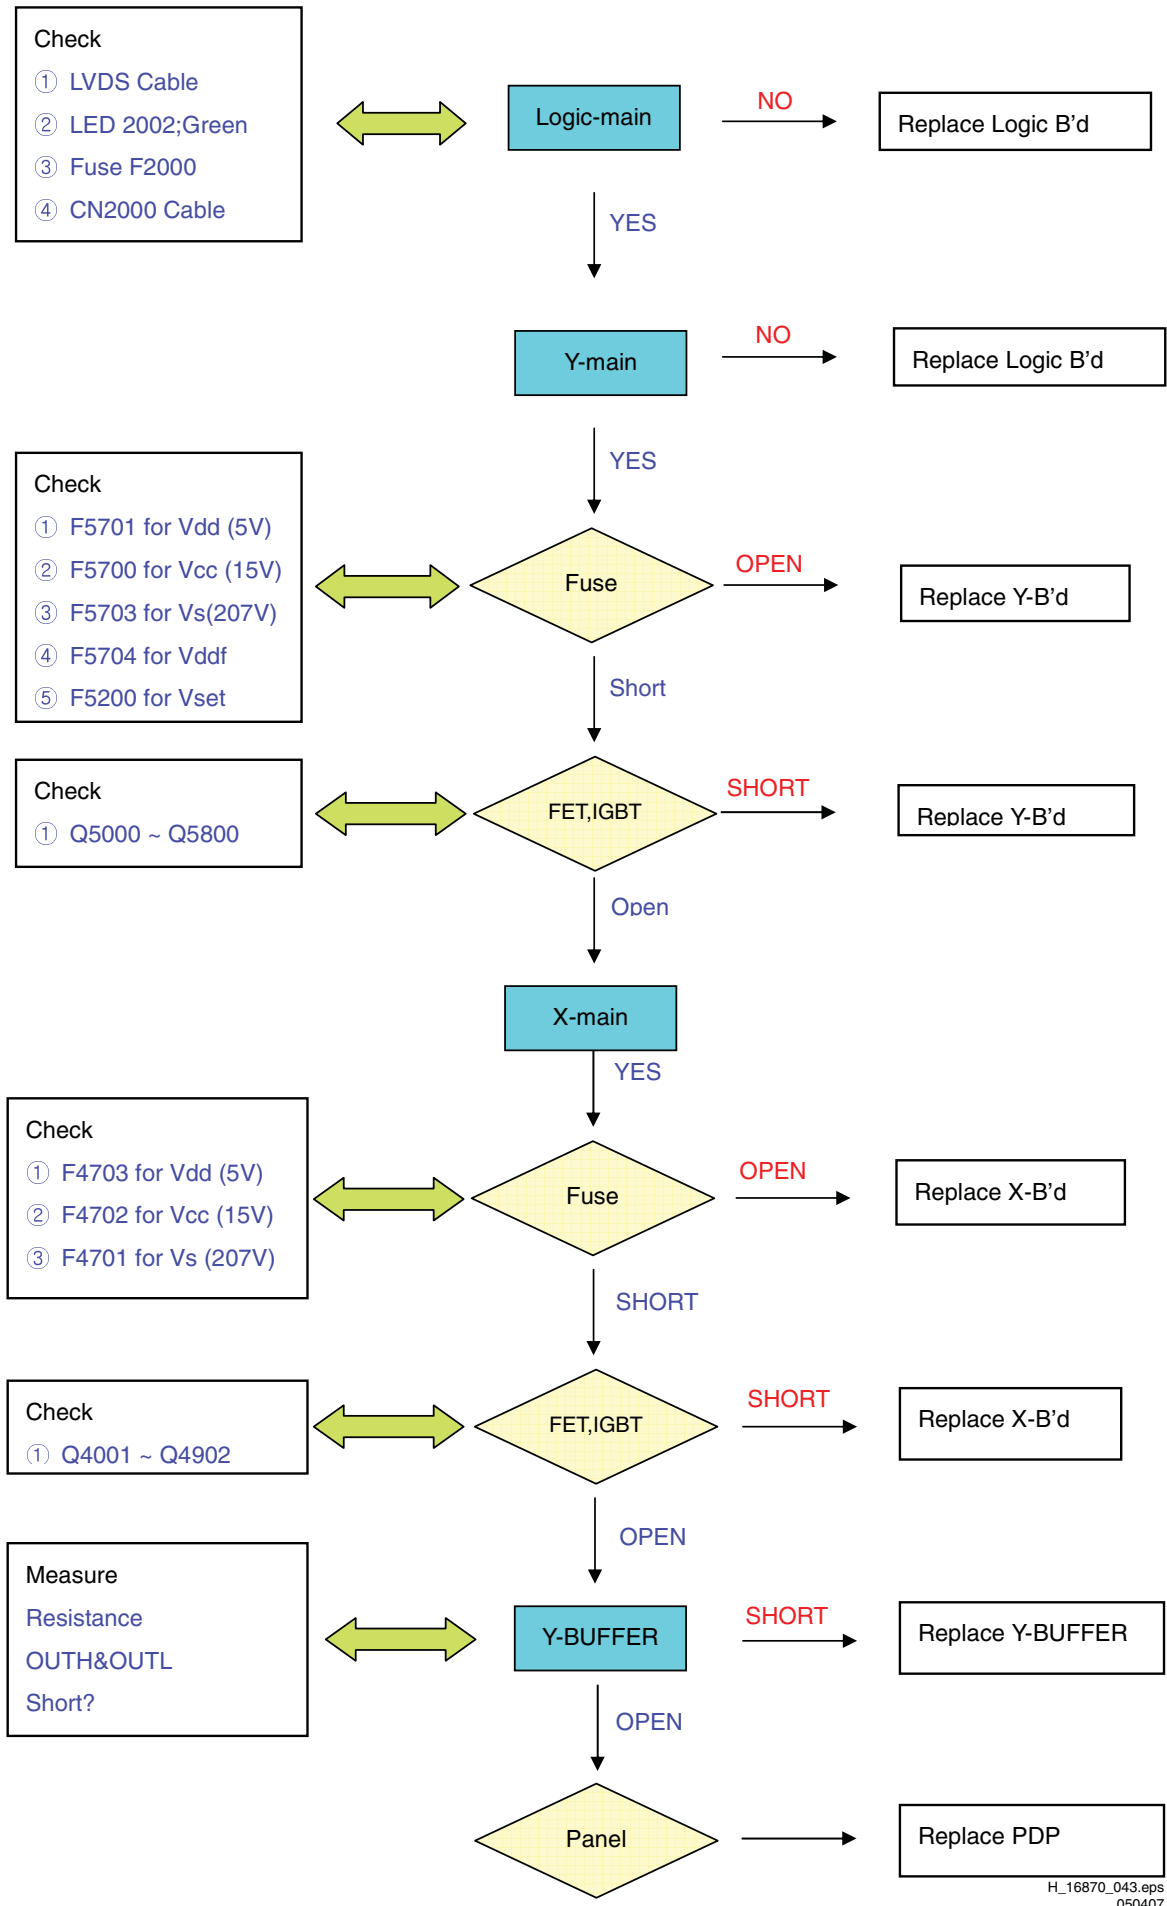 Check
① LVDS Cable
② LED 2002;Green
③ Fuse F2000
④ CN2000 Cable
Logic-main
NO
Replace Logic B'd
YES
Y-main
NO
Replace Logic B'd
YES
Check
① F5701 for Vdd (5V)
② F5700 for Vcc (15V)
③ F5703 for Vs(207V)
④ F5704 for Vddf
⑤ F5200 for Vset
Fuse
OPEN
Replace Y-B'd
Short
Check
① Q5000 ~ Q5800
FET,IGBT
SHORT
Replace Y-B'd
Open
X-main
YES
Check
① F4703 for Vdd (5V)
② F4702 for Vcc (15V)
③ F4701 for Vs (207V)
Fuse
OPEN
Replace X-B'd
SHORT
Check
① Q4001 ~ Q4902
FET,IGBT
SHORT
Replace X-B'd
OPEN
Measure
Resistance
OUTH&OUTL
Short?
Y-BUFFER
SHORT
Replace Y-BUFFER
OPEN
Panel
Replace PDP
H_16870_043.eps
050407